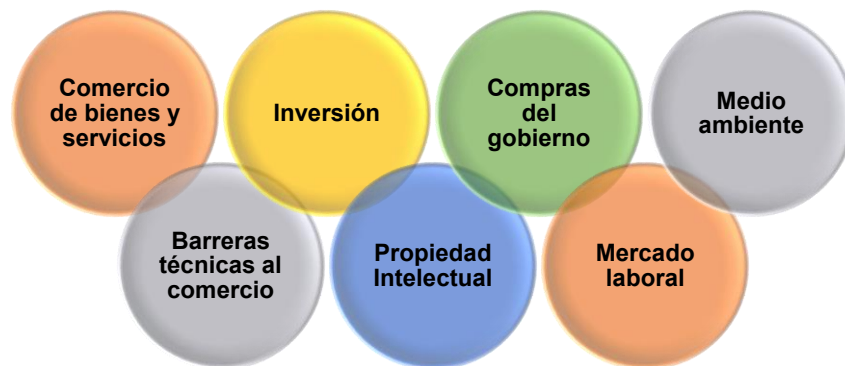 Comercio
de bienes y
servicios
Inversión
Compras
del
gobierno
Medio
ambiente
Barreras
técnicas al
comercio
Propiedad
Intelectual
Mercado
laboral